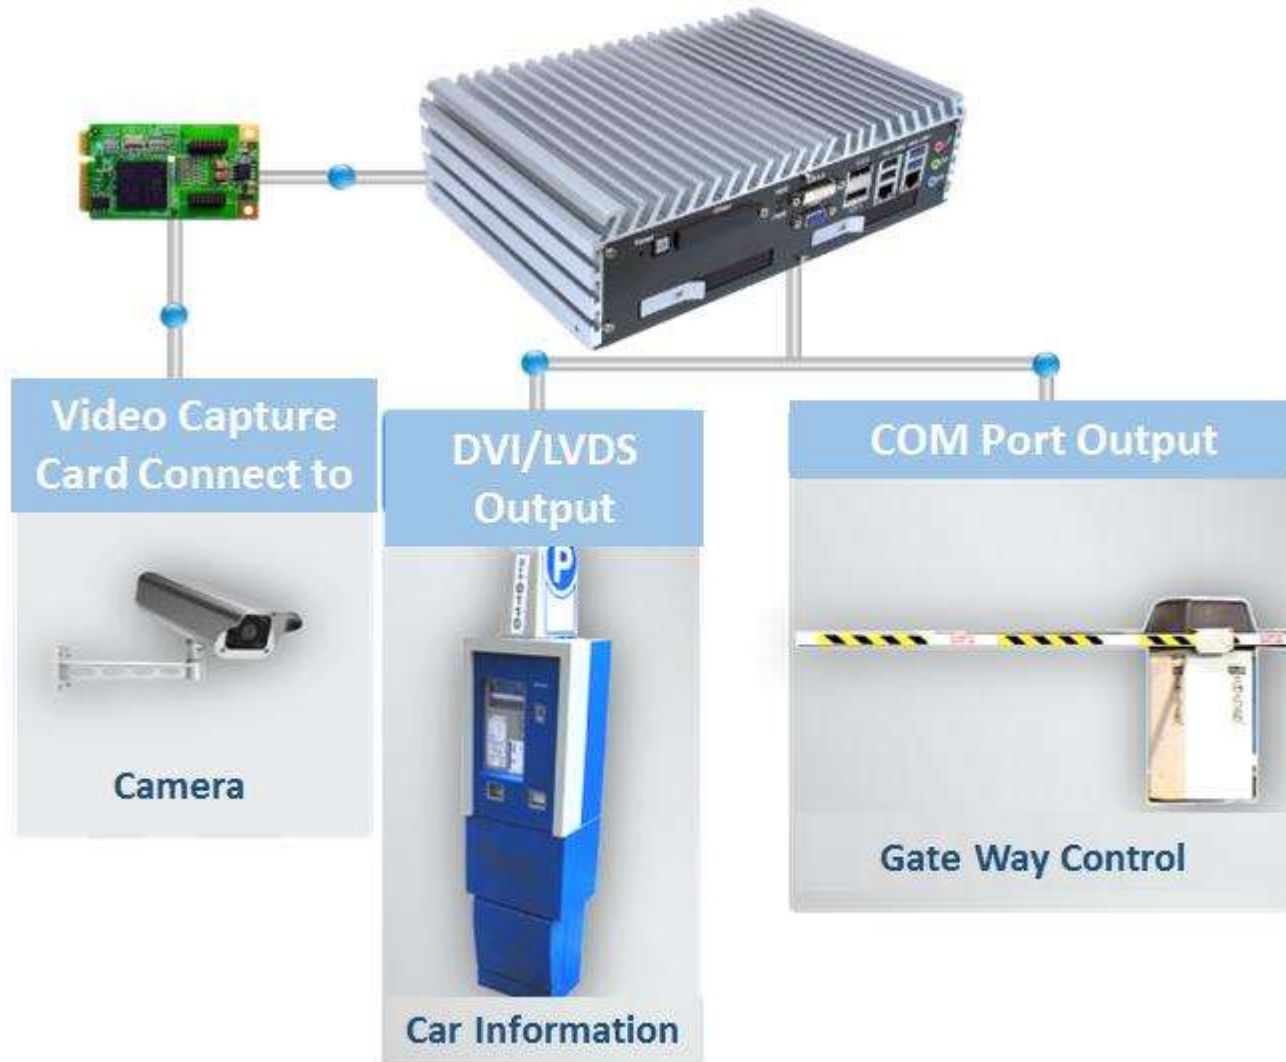 Video Capture
Card Connect to
DVI/LVDS
Output
COM Port Output
P
Camera
Gate Way Control
Car Information